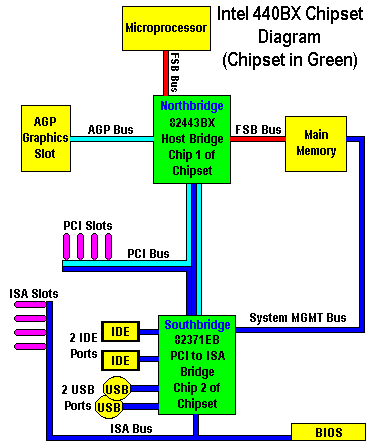 Intel 440BX Chipset
Diagram
(Chipset in Green)
Microprocessor
FSB Bus
Northbridge
82443BX
Host Bridge
Chip 1 of
Chipset
AGP
Graphics
Slot
AGP Bus
FSB Bus
Main
Memory
PCI Slots
PCI Bus
ISA Slots
System MGMT Bus
Southbridge
82371EB
PCI to ISA
Bridge
Chip 2 of
Chipset
2 IDE
Ports
IDE
IDE
2 USB
Ports
USB
USB
ISA Bus
BIOS